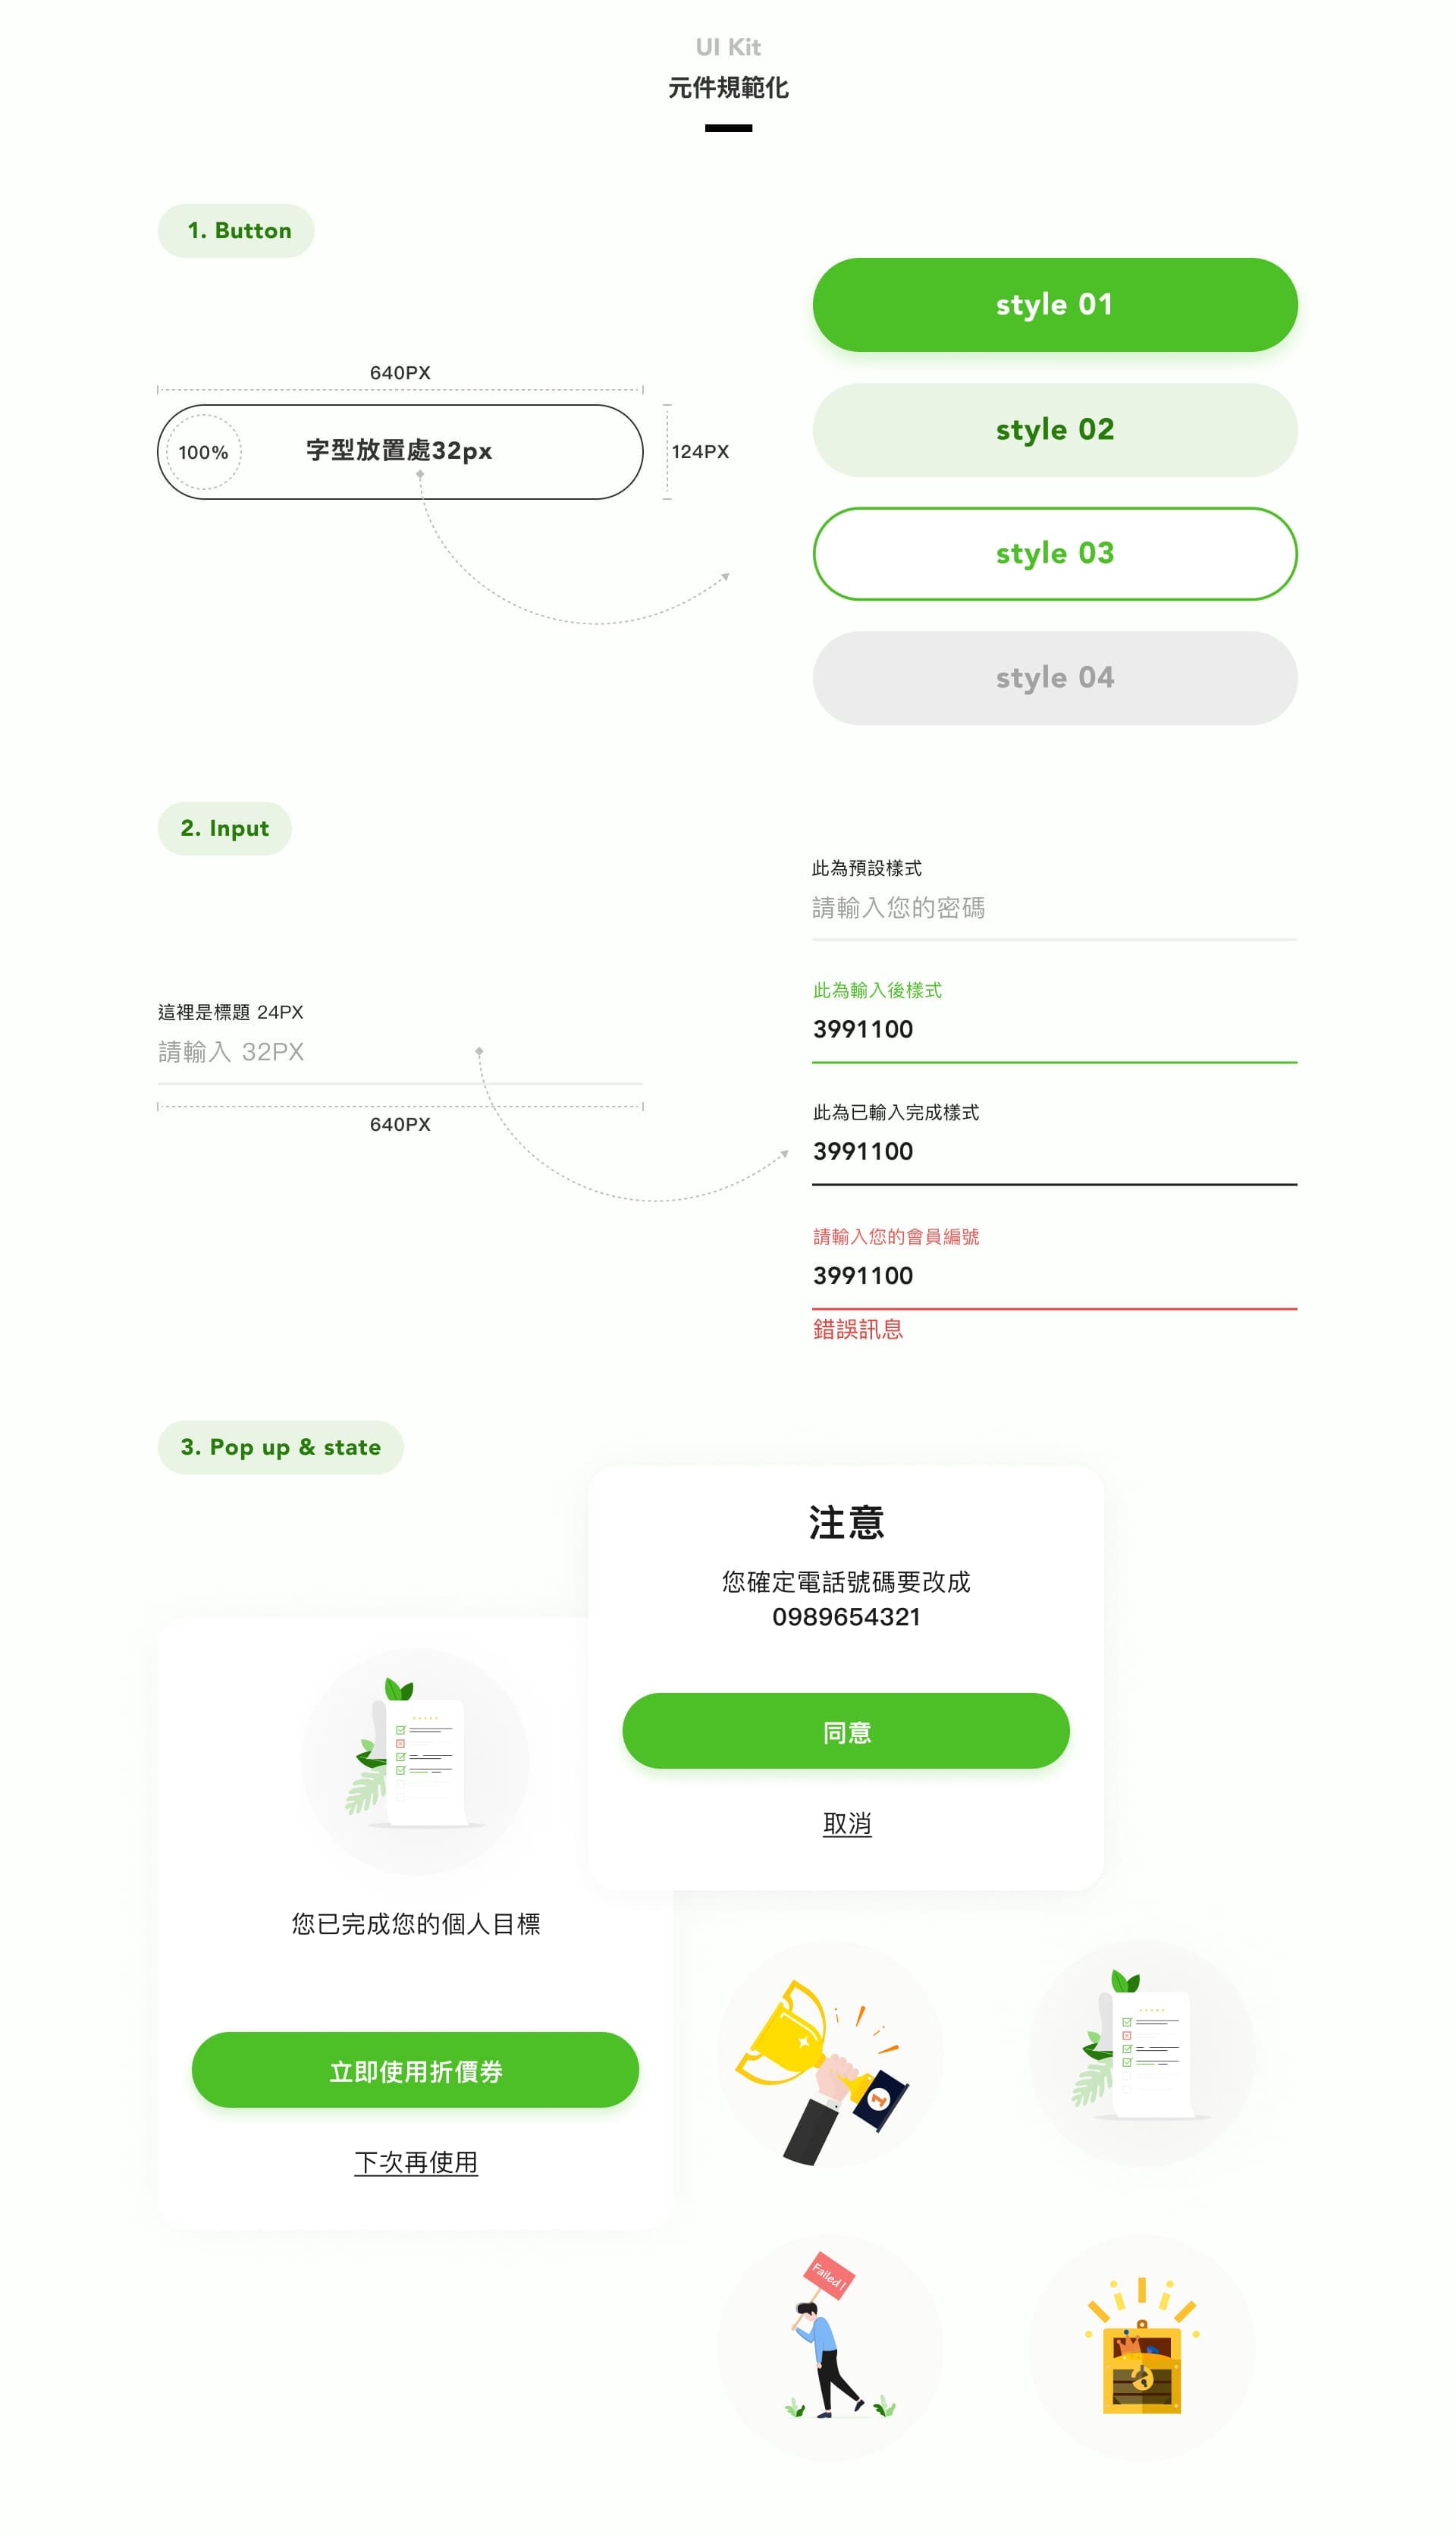 UI Kit
元件規範化
1. Button
640PX
100%
字型放置處32px
124PX
style 01
style 02
style 03
style 04
2. Input
這裡是標題 24PX
請輸入 32PX
640PX
此為預設樣式
請輸入您的密碼
此為輸入後樣式
3991100
此為已輸入完成樣式
3991100
請輸入您的會員編號
3991100
錯誤訊息
3. Pop up & state
注意
您確定電話號碼要改成
0989654321
同意
取消
您已完成您的個人目標
立即使用折價券
下次再使用
1
Failed !